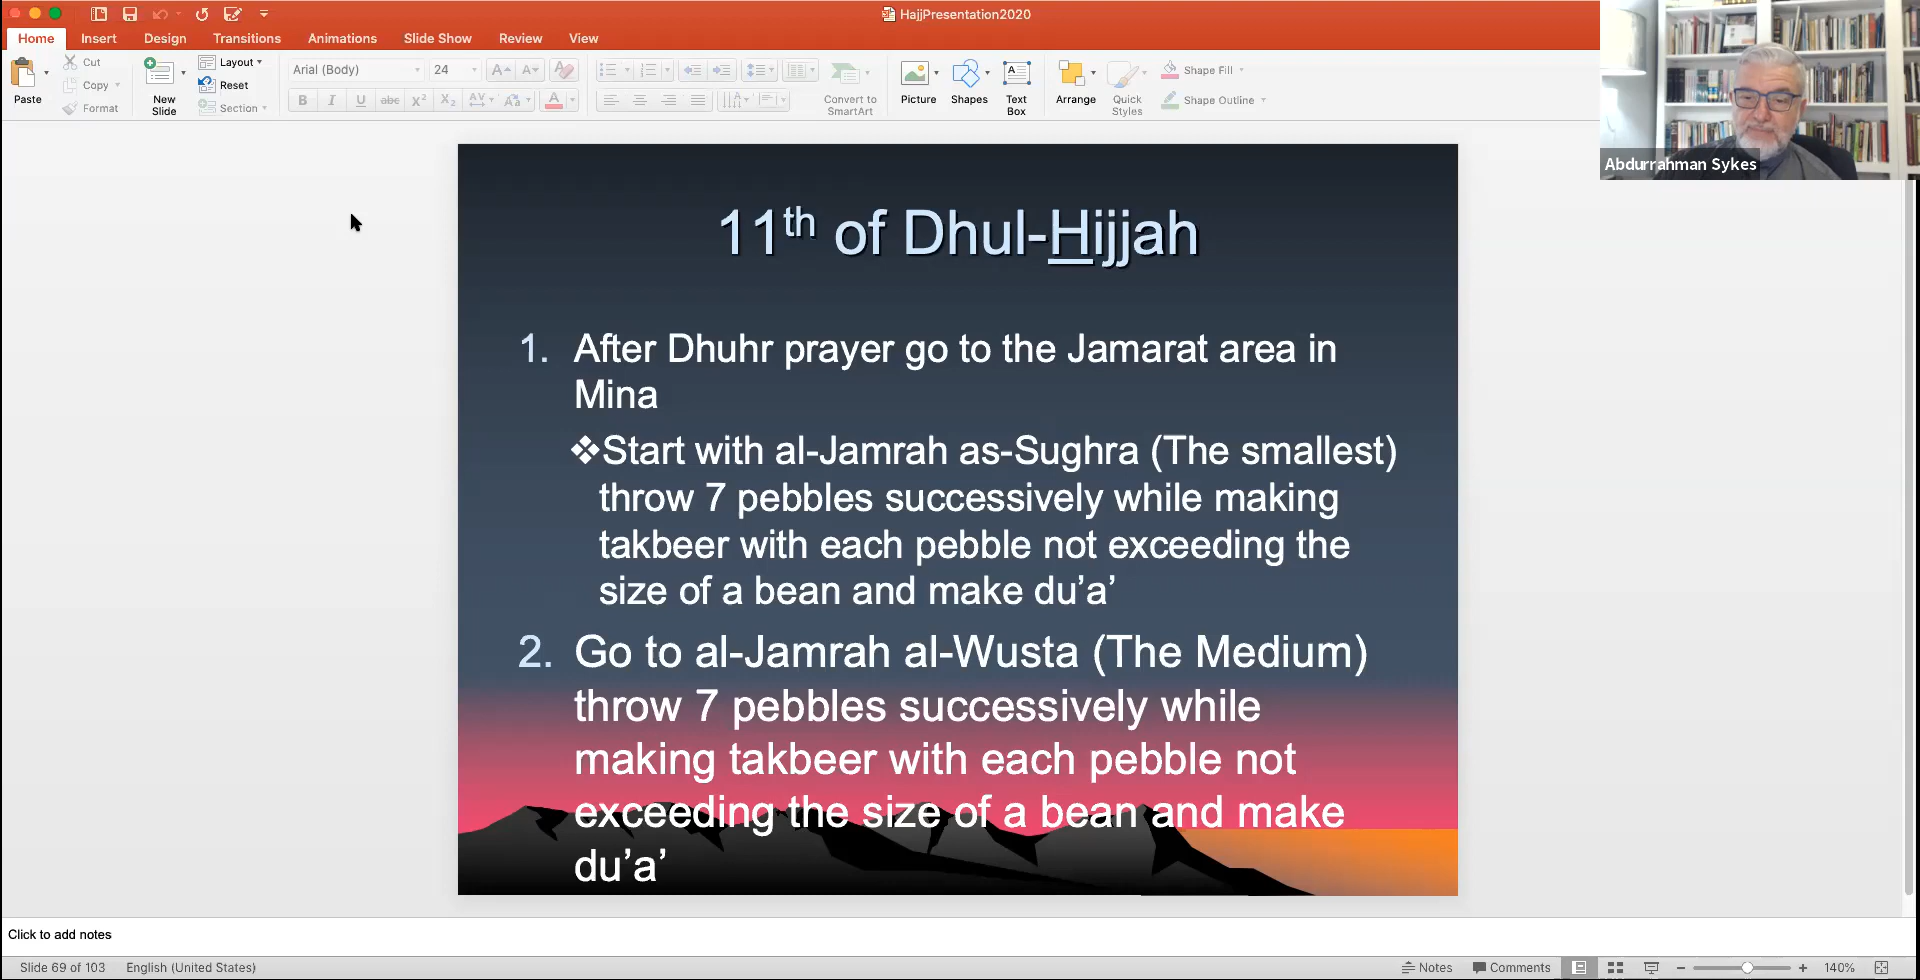 HajjPresentation2020
Home Insert Design Transitions Animations Slide Show Review View
Paste
Cut
Copy
Format
New Slide
Layout
Reset
Section
Arial (Body) 24
B I U abc X² X₂ AV Aa A
Convert to SmartArt
Picture
Shapes
Text Box
Arrange
Quick Styles
Shape Fill
Shape Outline
Abdurrahman Sykes
11th of Dhul-Hijjah
1. After Dhuhr prayer go to the Jamarat area in
Mina
❖Start with al-Jamrah as-Sughra (The smallest)
throw 7 pebbles successively while making
takbeer with each pebble not exceeding the
size of a bean and make du’a’
2. Go to al-Jamrah al-Wusta (The Medium)
throw 7 pebbles successively while
making takbeer with each pebble not
exceeding the size of a bean and make
du’a’
Click to add notes
Slide 69 of 103 English (United States) Notes Comments 140%